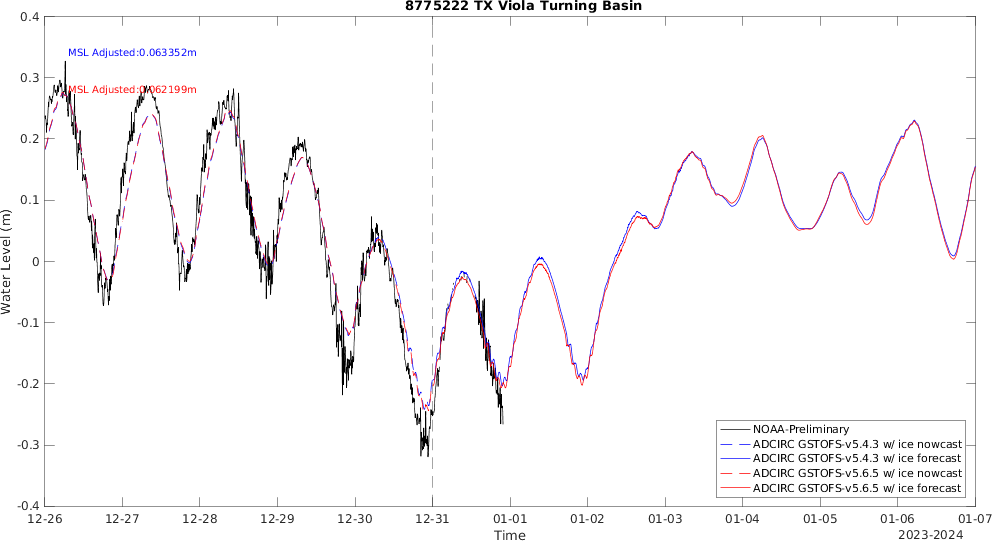 8775222 TX Viola Turning Basin
MSL Adjusted:0.063352m
MSL Adjusted:0.062199m
Water Level (m)
0.4
0.3
0.2
0.1
0
-0.1
-0.2
-0.3
-0.4
NOAA-Preliminary
ADCIRC GSTOFS-v5.4.3 w/ ice nowcast
ADCIRC GSTOFS-v5.4.3 w/ ice forecast
ADCIRC GSTOFS-v5.6.5 w/ ice nowcast
ADCIRC GSTOFS-v5.6.5 w/ ice forecast
12-26 12-27 12-28 12-29 12-30 12-31 01-01 01-02 01-03 01-04 01-05 01-06 01-07
Time
2023-2024